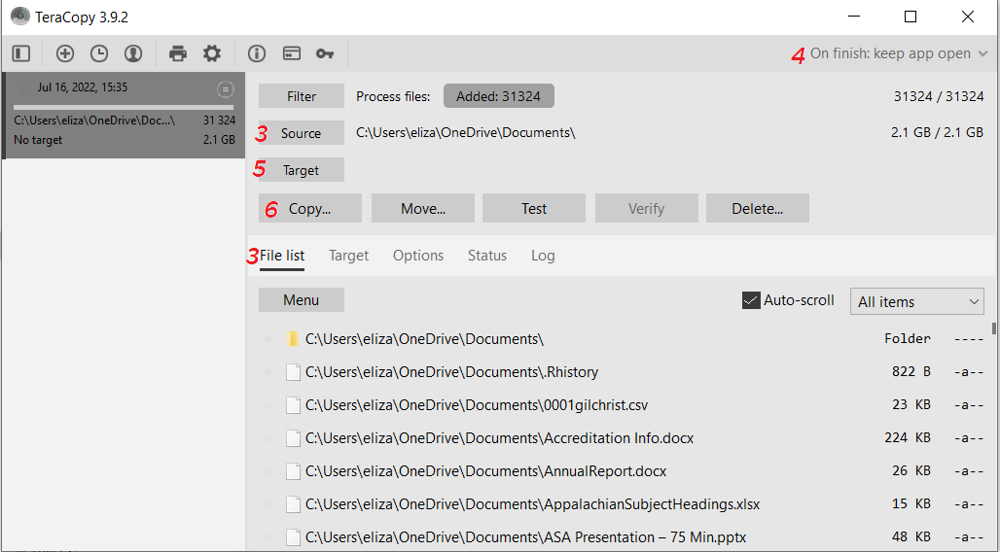 TeraCopy 3.9.2
4 On finish: keep app open
Jul 16, 2022, 15:35
C:\Users\eliza\OneDrive\Doc...\ 31 324
No target 2.1 GB
Filter Process files: Added: 31324 31324 / 31324
3 Source C:\Users\eliza\OneDrive\Documents\ 2.1 GB / 2.1 GB
5 Target
6 Copy... Move... Test Verify Delete...
3 File list Target Options Status Log
Menu Auto-scroll All items
C:\Users\eliza\OneDrive\Documents\ Folder ----
C:\Users\eliza\OneDrive\Documents\.Rhistory 822 B -a--
C:\Users\eliza\OneDrive\Documents\0001gilchrist.csv 23 KB -a--
C:\Users\eliza\OneDrive\Documents\Accreditation Info.docx 224 KB -a--
C:\Users\eliza\OneDrive\Documents\AnnualReport.docx 26 KB -a--
C:\Users\eliza\OneDrive\Documents\AppalachianSubjectHeadings.xlsx 15 KB -a--
C:\Users\eliza\OneDrive\Documents\ASA Presentation – 75 Min.pptx 48 KB -a--